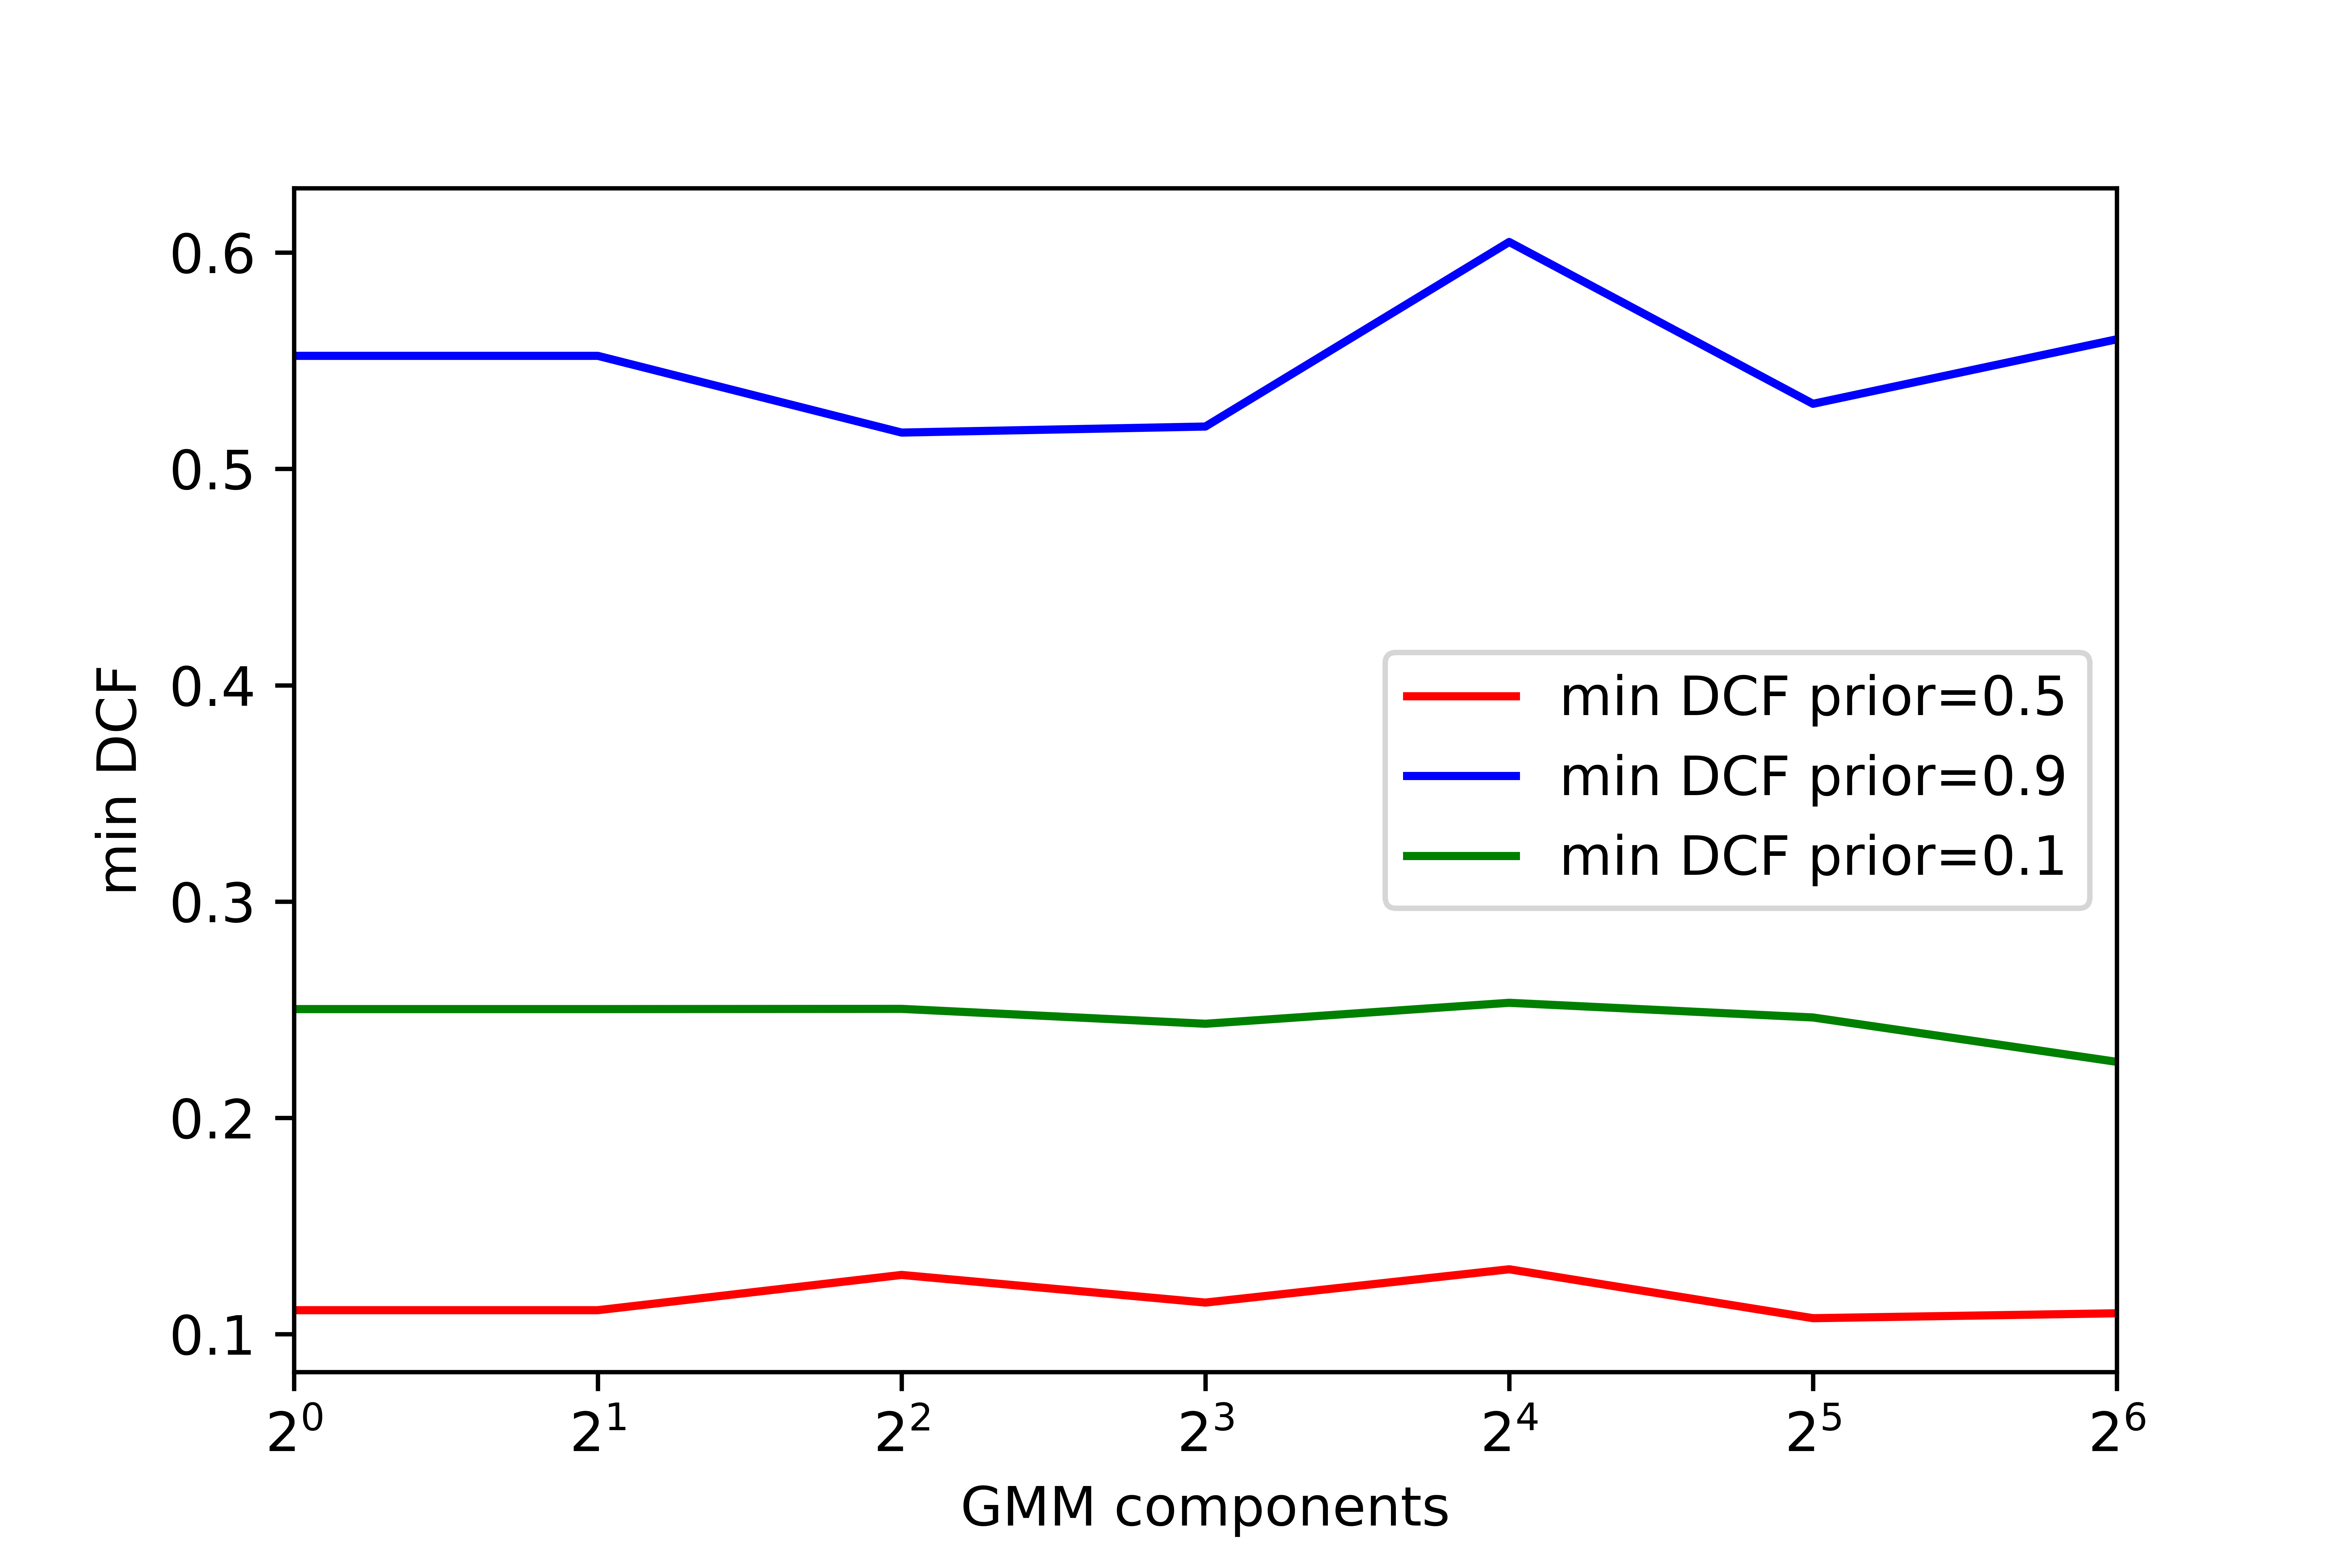 0.6
0.5
0.4
0.3
0.2
0.1
min DCF
min DCF prior=0.5
min DCF prior=0.9
min DCF prior=0.1
2⁰ 2¹ 2² 2³ 2⁴ 2⁵ 2⁶
GMM components